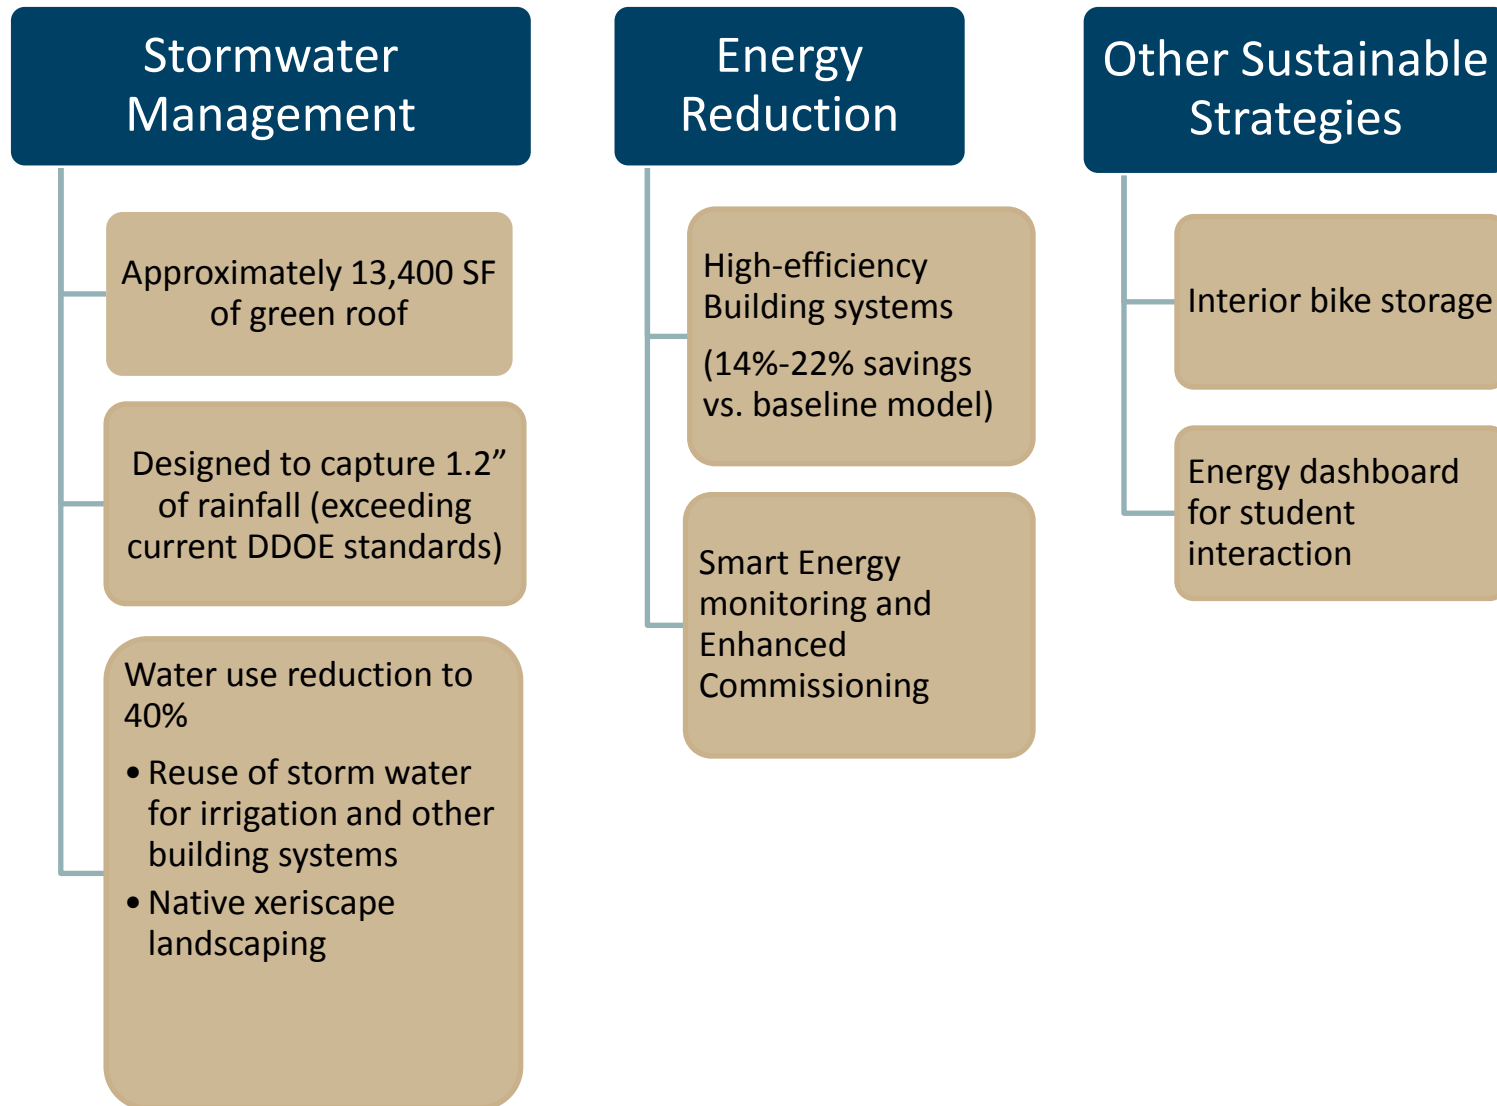 Stormwater
Management
Approximately 13,400 SF
of green roof
Designed to capture 1.2”
of rainfall (exceeding
current DDOE standards)
Water use reduction to
40%
• Reuse of storm water
for irrigation and other
building systems
• Native xeriscape
landscaping
Energy
Reduction
High-efficiency
Building systems
(14%-22% savings
vs. baseline model)
Smart Energy
monitoring and
Enhanced
Commissioning
Other Sustainable
Strategies
Interior bike storage
Energy dashboard
for student
interaction